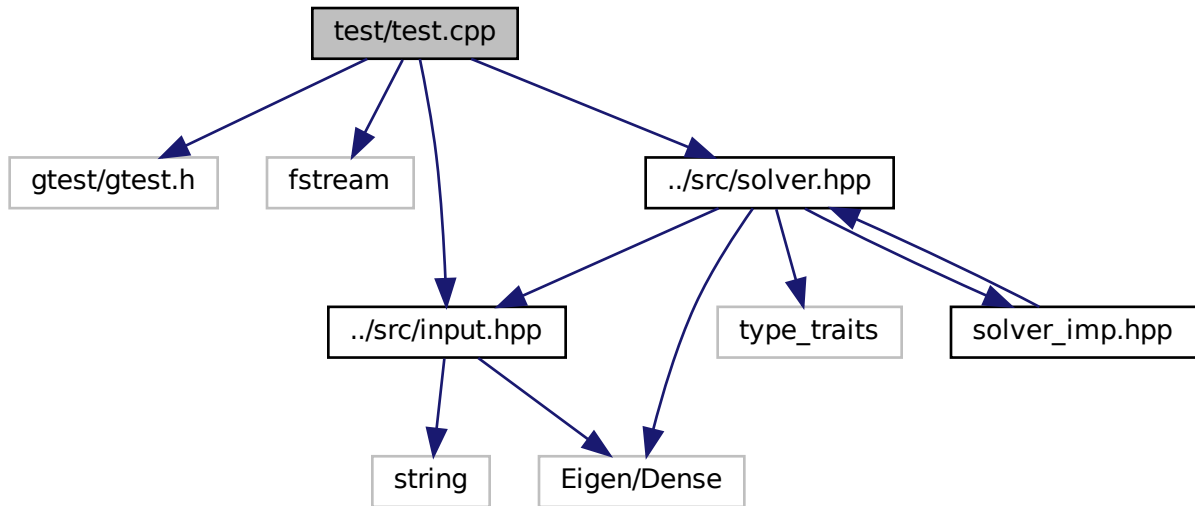 test/test.cpp
gtest/gtest.h
fstream
../src/solver.hpp
../src/input.hpp
type_traits
solver_imp.hpp
string
Eigen/Dense